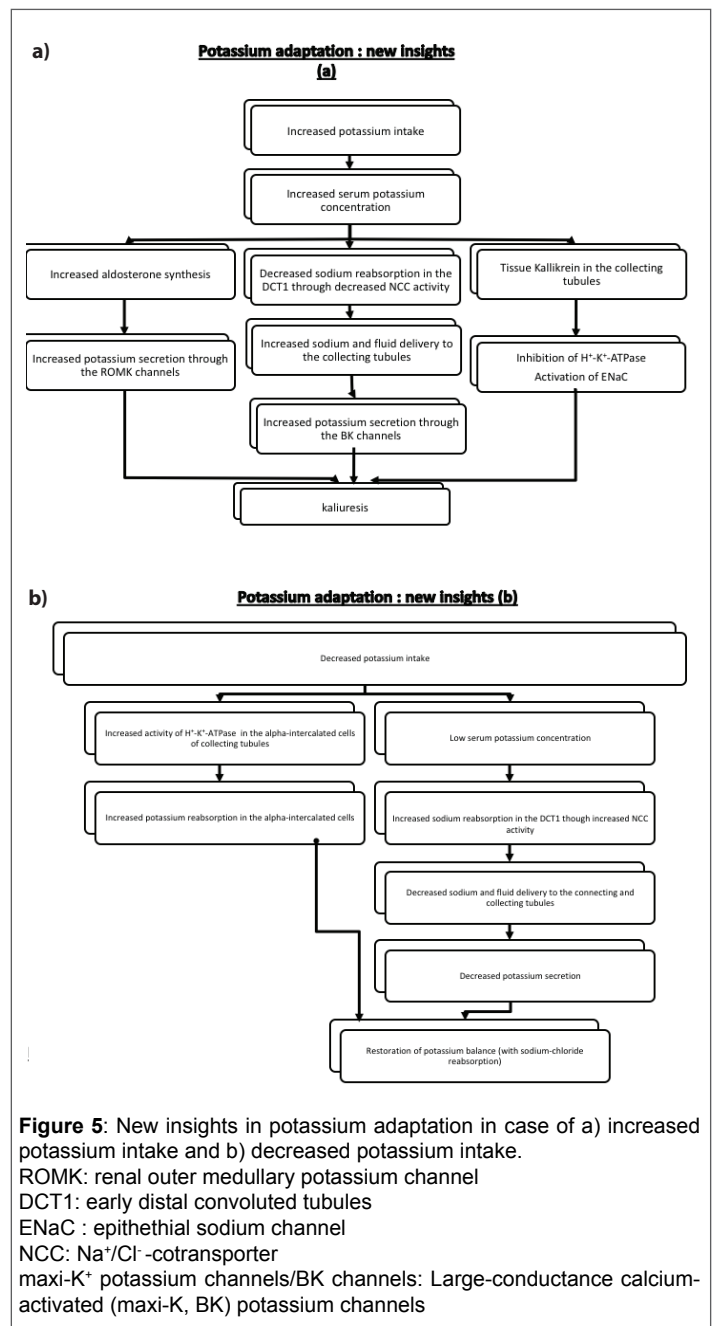 a)
Potassium adaptation : new insights
(a)
Increased potassium intake
Increased serum potassium
concentration
Increased aldosterone synthesis
Decreased sodium reabsorption in the
DCT1 through decreased NCC activity
Tissue Kallikrein in the collecting
tubules
Increased potassium secretion through
the ROMK channels
Increased sodium and fluid delivery to
the collecting tubules
Inhibition of H⁺-K⁺-ATPase
Activation of ENaC
Increased potassium secretion through
the BK channels
kaliuresis
b)
Potassium adaptation : new insights (b)
Decreased potassium intake
Increased activity of H⁺-K⁺-ATPase in the alpha-intercalated cells
of collecting tubules
Low serum potassium concentration
Increased potassium reabsorption in the alpha-intercalated cells
Increased sodium reabsorption in the DCT1 though increased NCC
activity
Decreased sodium and fluid delivery to the connecting and
collecting tubules
Decreased potassium secretion
Restoration of potassium balance (with sodium-chloride
reabsorption)
Figure 5: New insights in potassium adaptation in case of a) increased
potassium intake and b) decreased potassium intake.
ROMK: renal outer medullary potassium channel
DCT1: early distal convoluted tubules
ENaC : epithethial sodium channel
NCC: Na⁺/Cl⁻ -cotransporter
maxi-K⁺ potassium channels/BK channels: Large-conductance calcium-
activated (maxi-K, BK) potassium channels